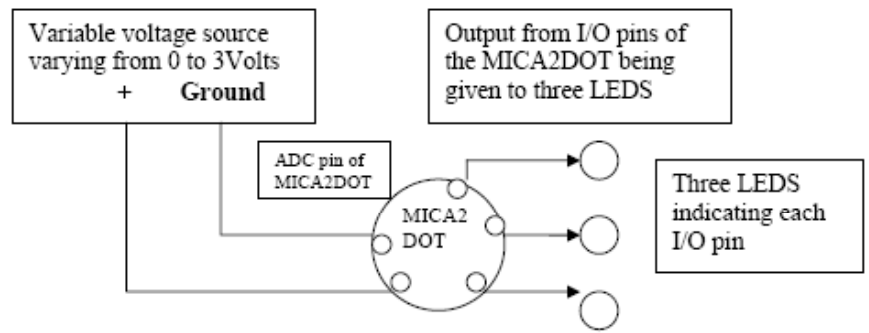 Variable voltage source
varying from 0 to 3Volts
+ Ground
Output from I/O pins of
the MICA2DOT being
given to three LEDS
ADC pin of
MICA2DOT
MICA2
DOT
Three LEDS
indicating each
I/O pin